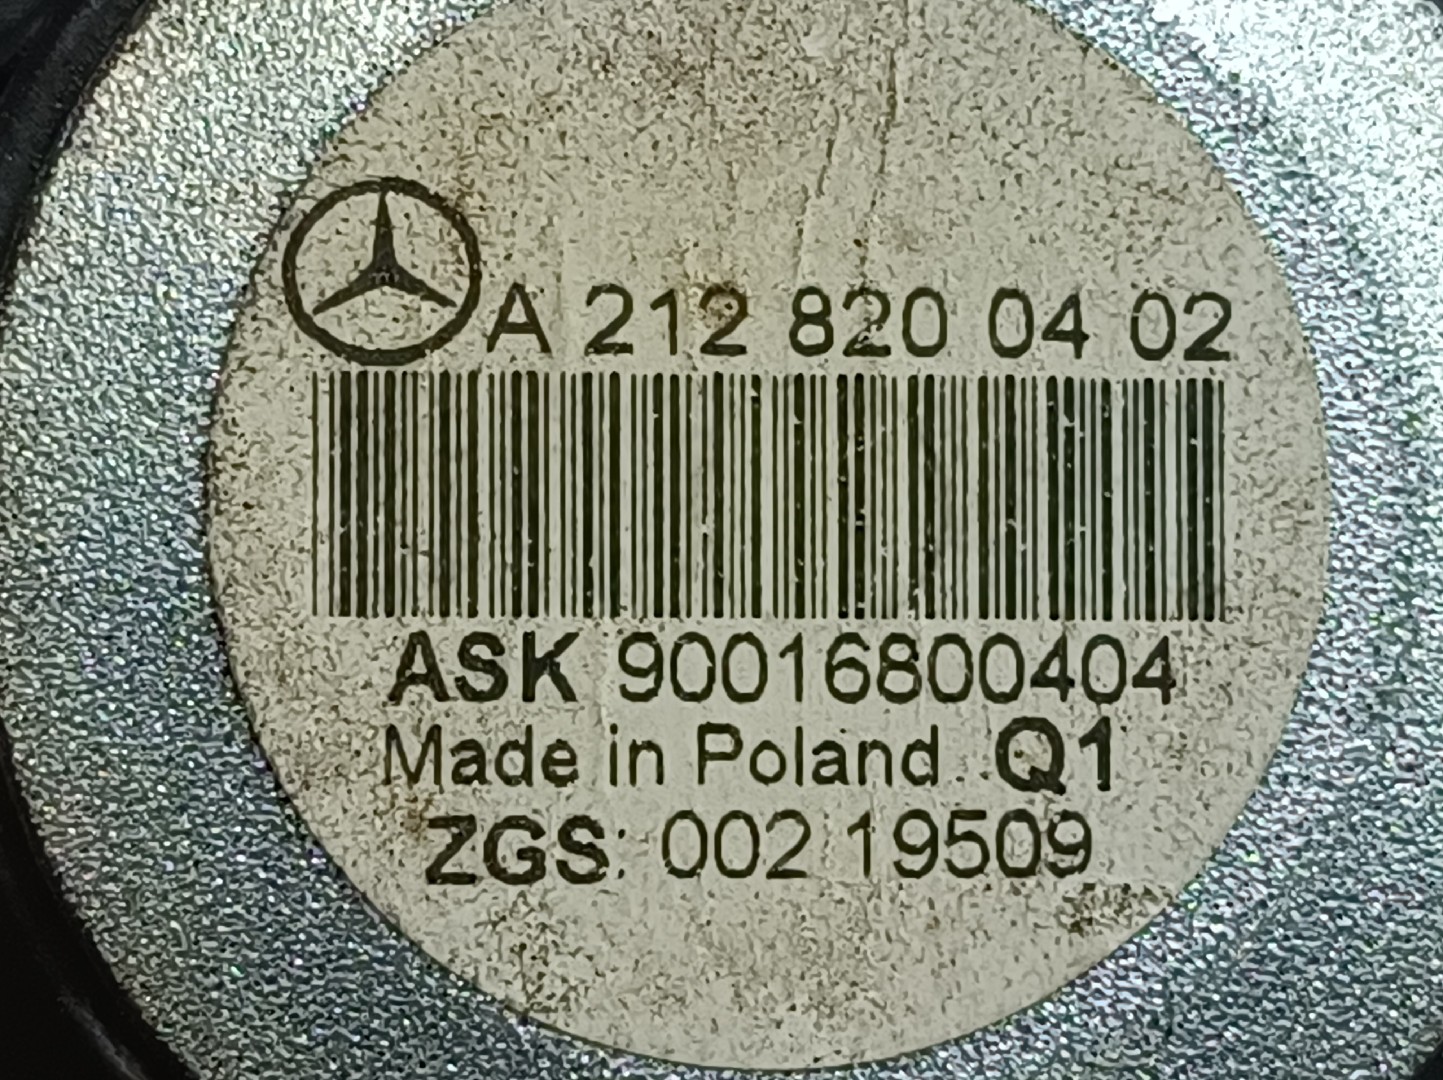 A 212 820 04 02
ASK 90016800404
Made in Poland Q1
ZGS: 002 19509